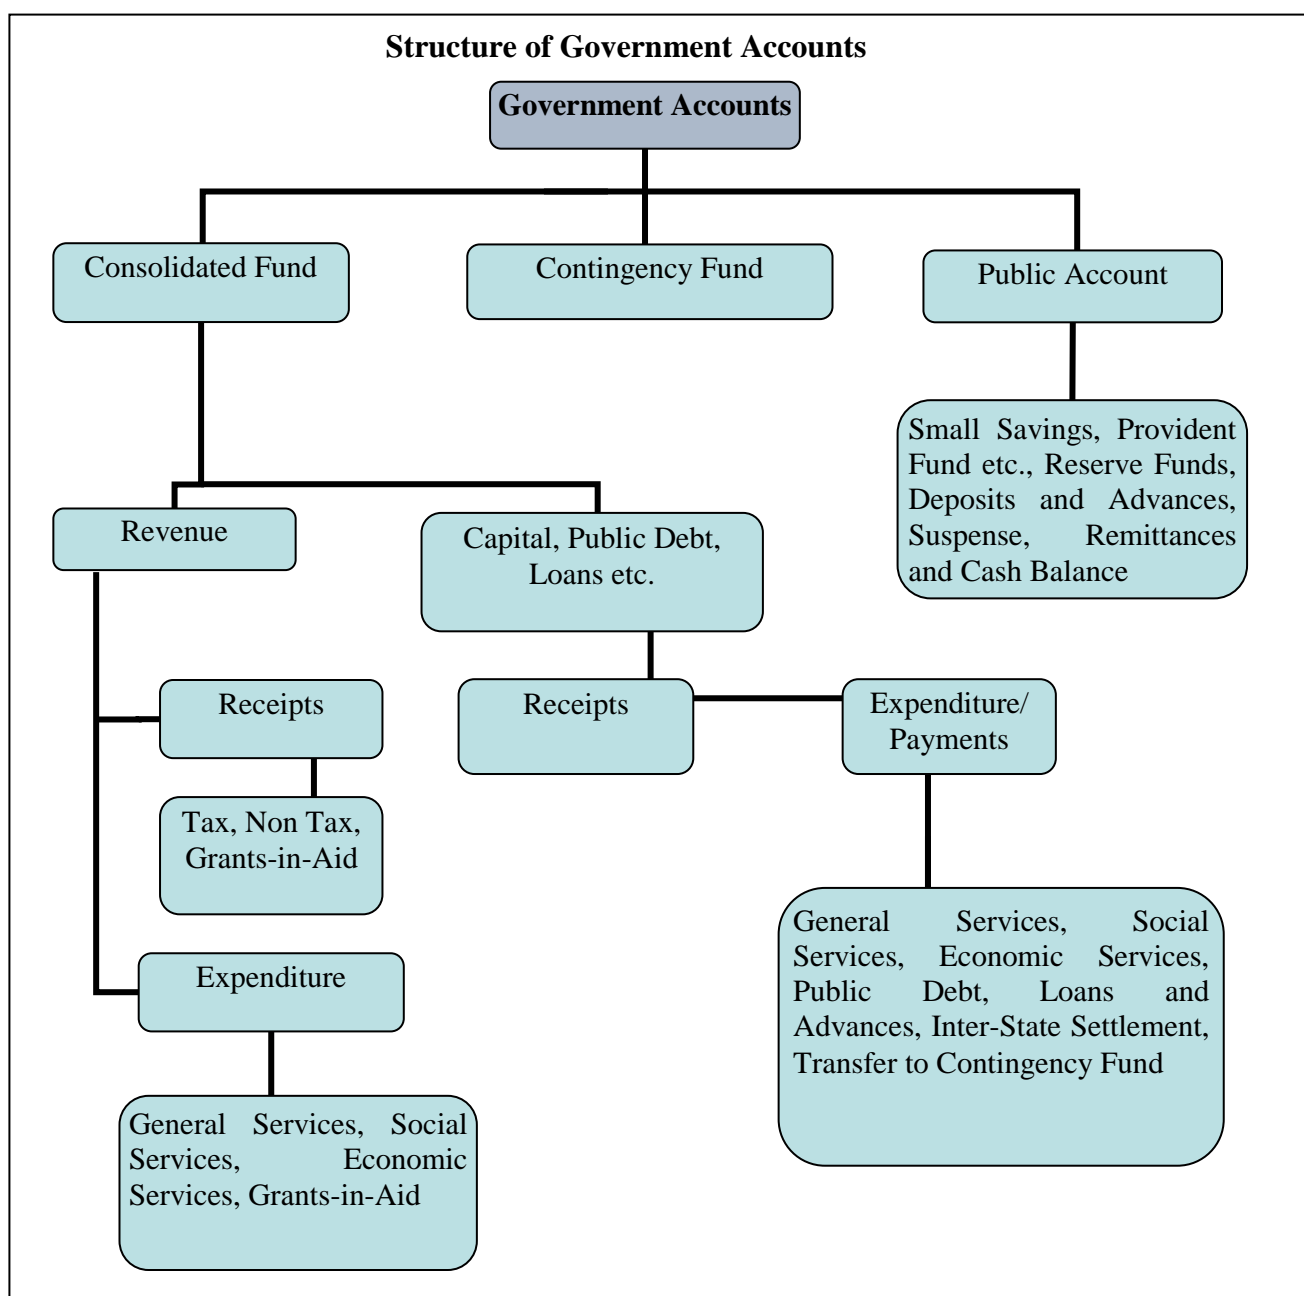 Structure of Government Accounts
Government Accounts
Consolidated Fund
Contingency Fund
Public Account
Small Savings, Provident
Fund etc., Reserve Funds,
Deposits and Advances,
Suspense, Remittances
and Cash Balance
Revenue
Capital, Public Debt,
Loans etc.
Receipts
Receipts
Expenditure/
Payments
Tax, Non Tax,
Grants-in-Aid
General Services, Social
Services, Economic Services,
Public Debt, Loans and
Advances, Inter-State Settlement,
Transfer to Contingency Fund
Expenditure
General Services, Social
Services, Economic
Services, Grants-in-Aid